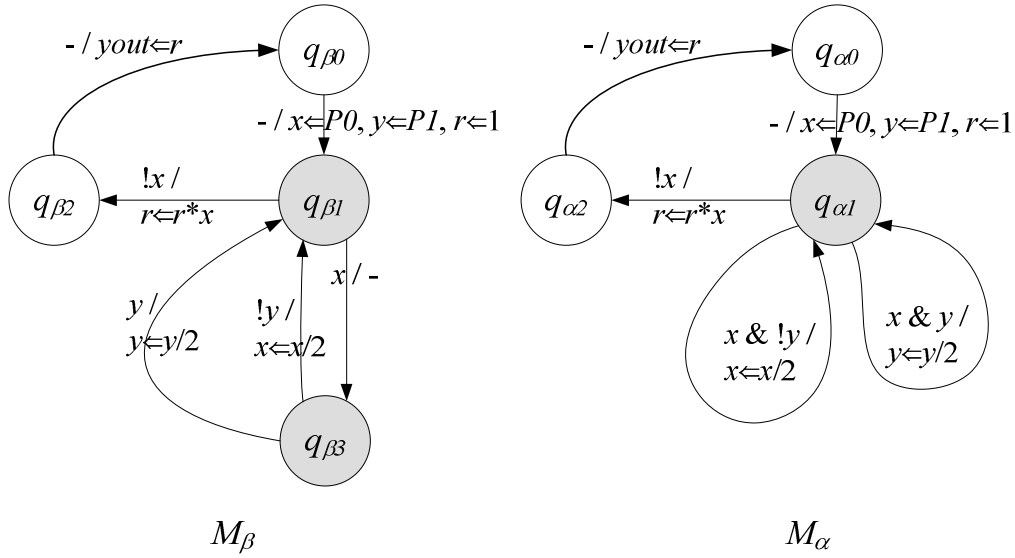 - / yout⇐r
qβ0
- / x⇐P0, y⇐P1, r⇐1
!x /
r⇐r*x
qβ2
qβ1
x / -
y /
y⇐y/2
!y /
x⇐x/2
qβ3
Mβ
- / yout⇐r
qα0
- / x⇐P0, y⇐P1, r⇐1
!x /
r⇐r*x
qα2
qα1
x & !y /
x⇐x/2
x & y /
y⇐y/2
Mα